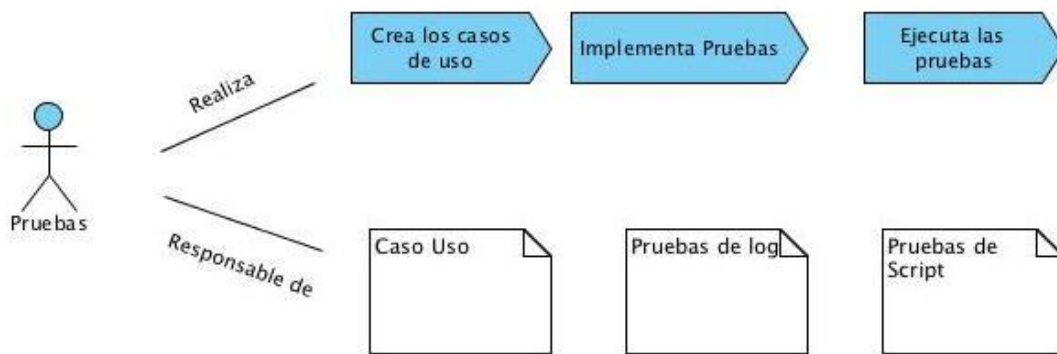 Crea los casos
de uso
Implementa Pruebas
Ejecuta las
pruebas
Realiza
Pruebas
Responsable de
Caso Uso
Pruebas de log
Pruebas de
Script